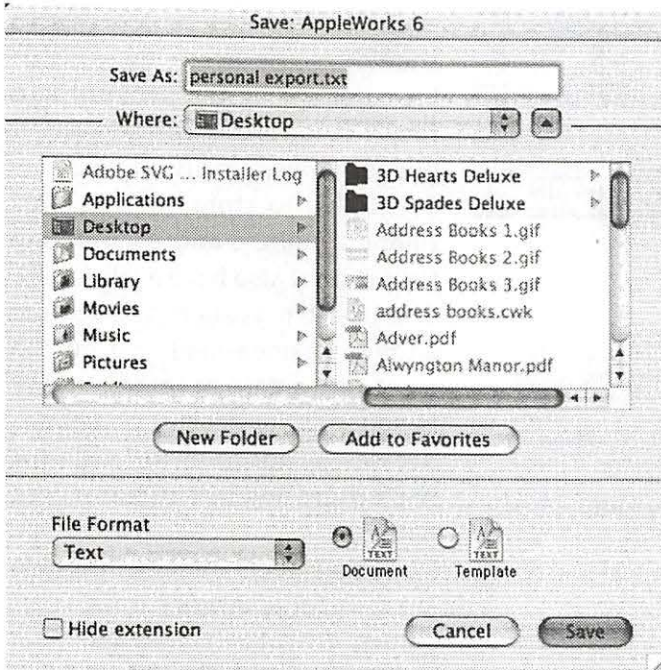 Save: AppleWorks 6
Save As: personal export.txt
Where: Desktop
Adobe SVG ... Installer Log
Applications
Desktop
Documents
Library
Movies
Music
Pictures
3D Hearts Deluxe
3D Spades Deluxe
Address Books 1.gif
Address Books 2.gif
Address Books 3.gif
address books.cwk
Adver.pdf
Alwyngton Manor.pdf
New Folder
Add to Favorites
File Format
Text
TEXT
Document
TEXT
Template
Hide extension
Cancel
Save